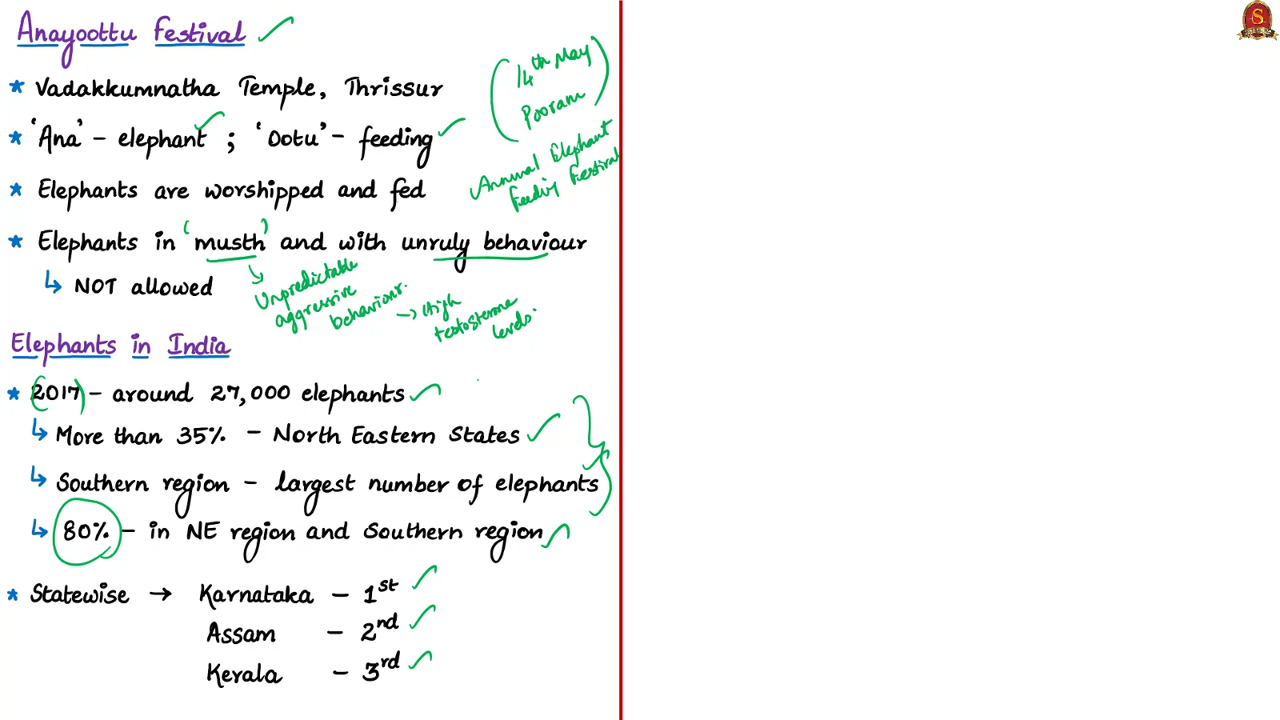 Anayoottu Festival
* Vadakkumnatha Temple, Thrissur
* 'Ana' - elephant ; 'Ootu' - feeding
* Elephants are worshipped and fed
* Elephants in 'musth' and with unruly behaviour
↳ NOT allowed
14th May
Pooram
Annual Elephant
Feeding Festival
Unpredictable
aggressive
behaviour. → High
testosterone
levels.
Elephants in India
* (2017) - around 27,000 elephants
↳ More than 35% - North Eastern States
↳ Southern region - largest number of elephants
↳ 80% - in NE region and Southern region
* Statewise → Karnataka - 1st
Assam - 2nd
Kerala - 3rd
S